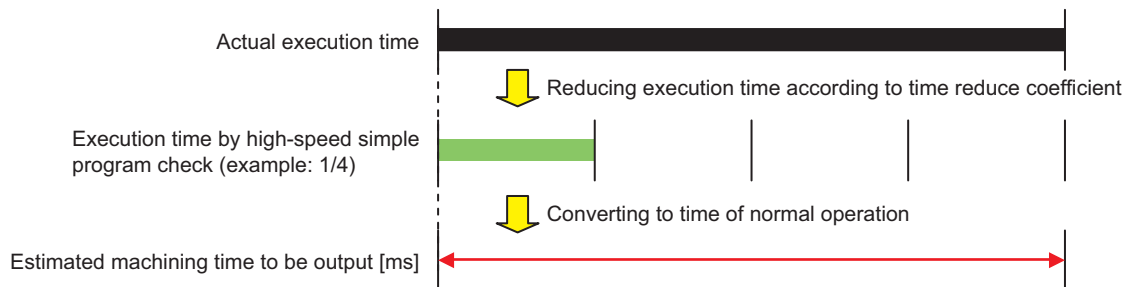 Actual execution time
Reducing execution time according to time reduce coefficient
Execution time by high-speed simple
program check (example: 1/4)
Converting to time of normal operation
Estimated machining time to be output [ms]